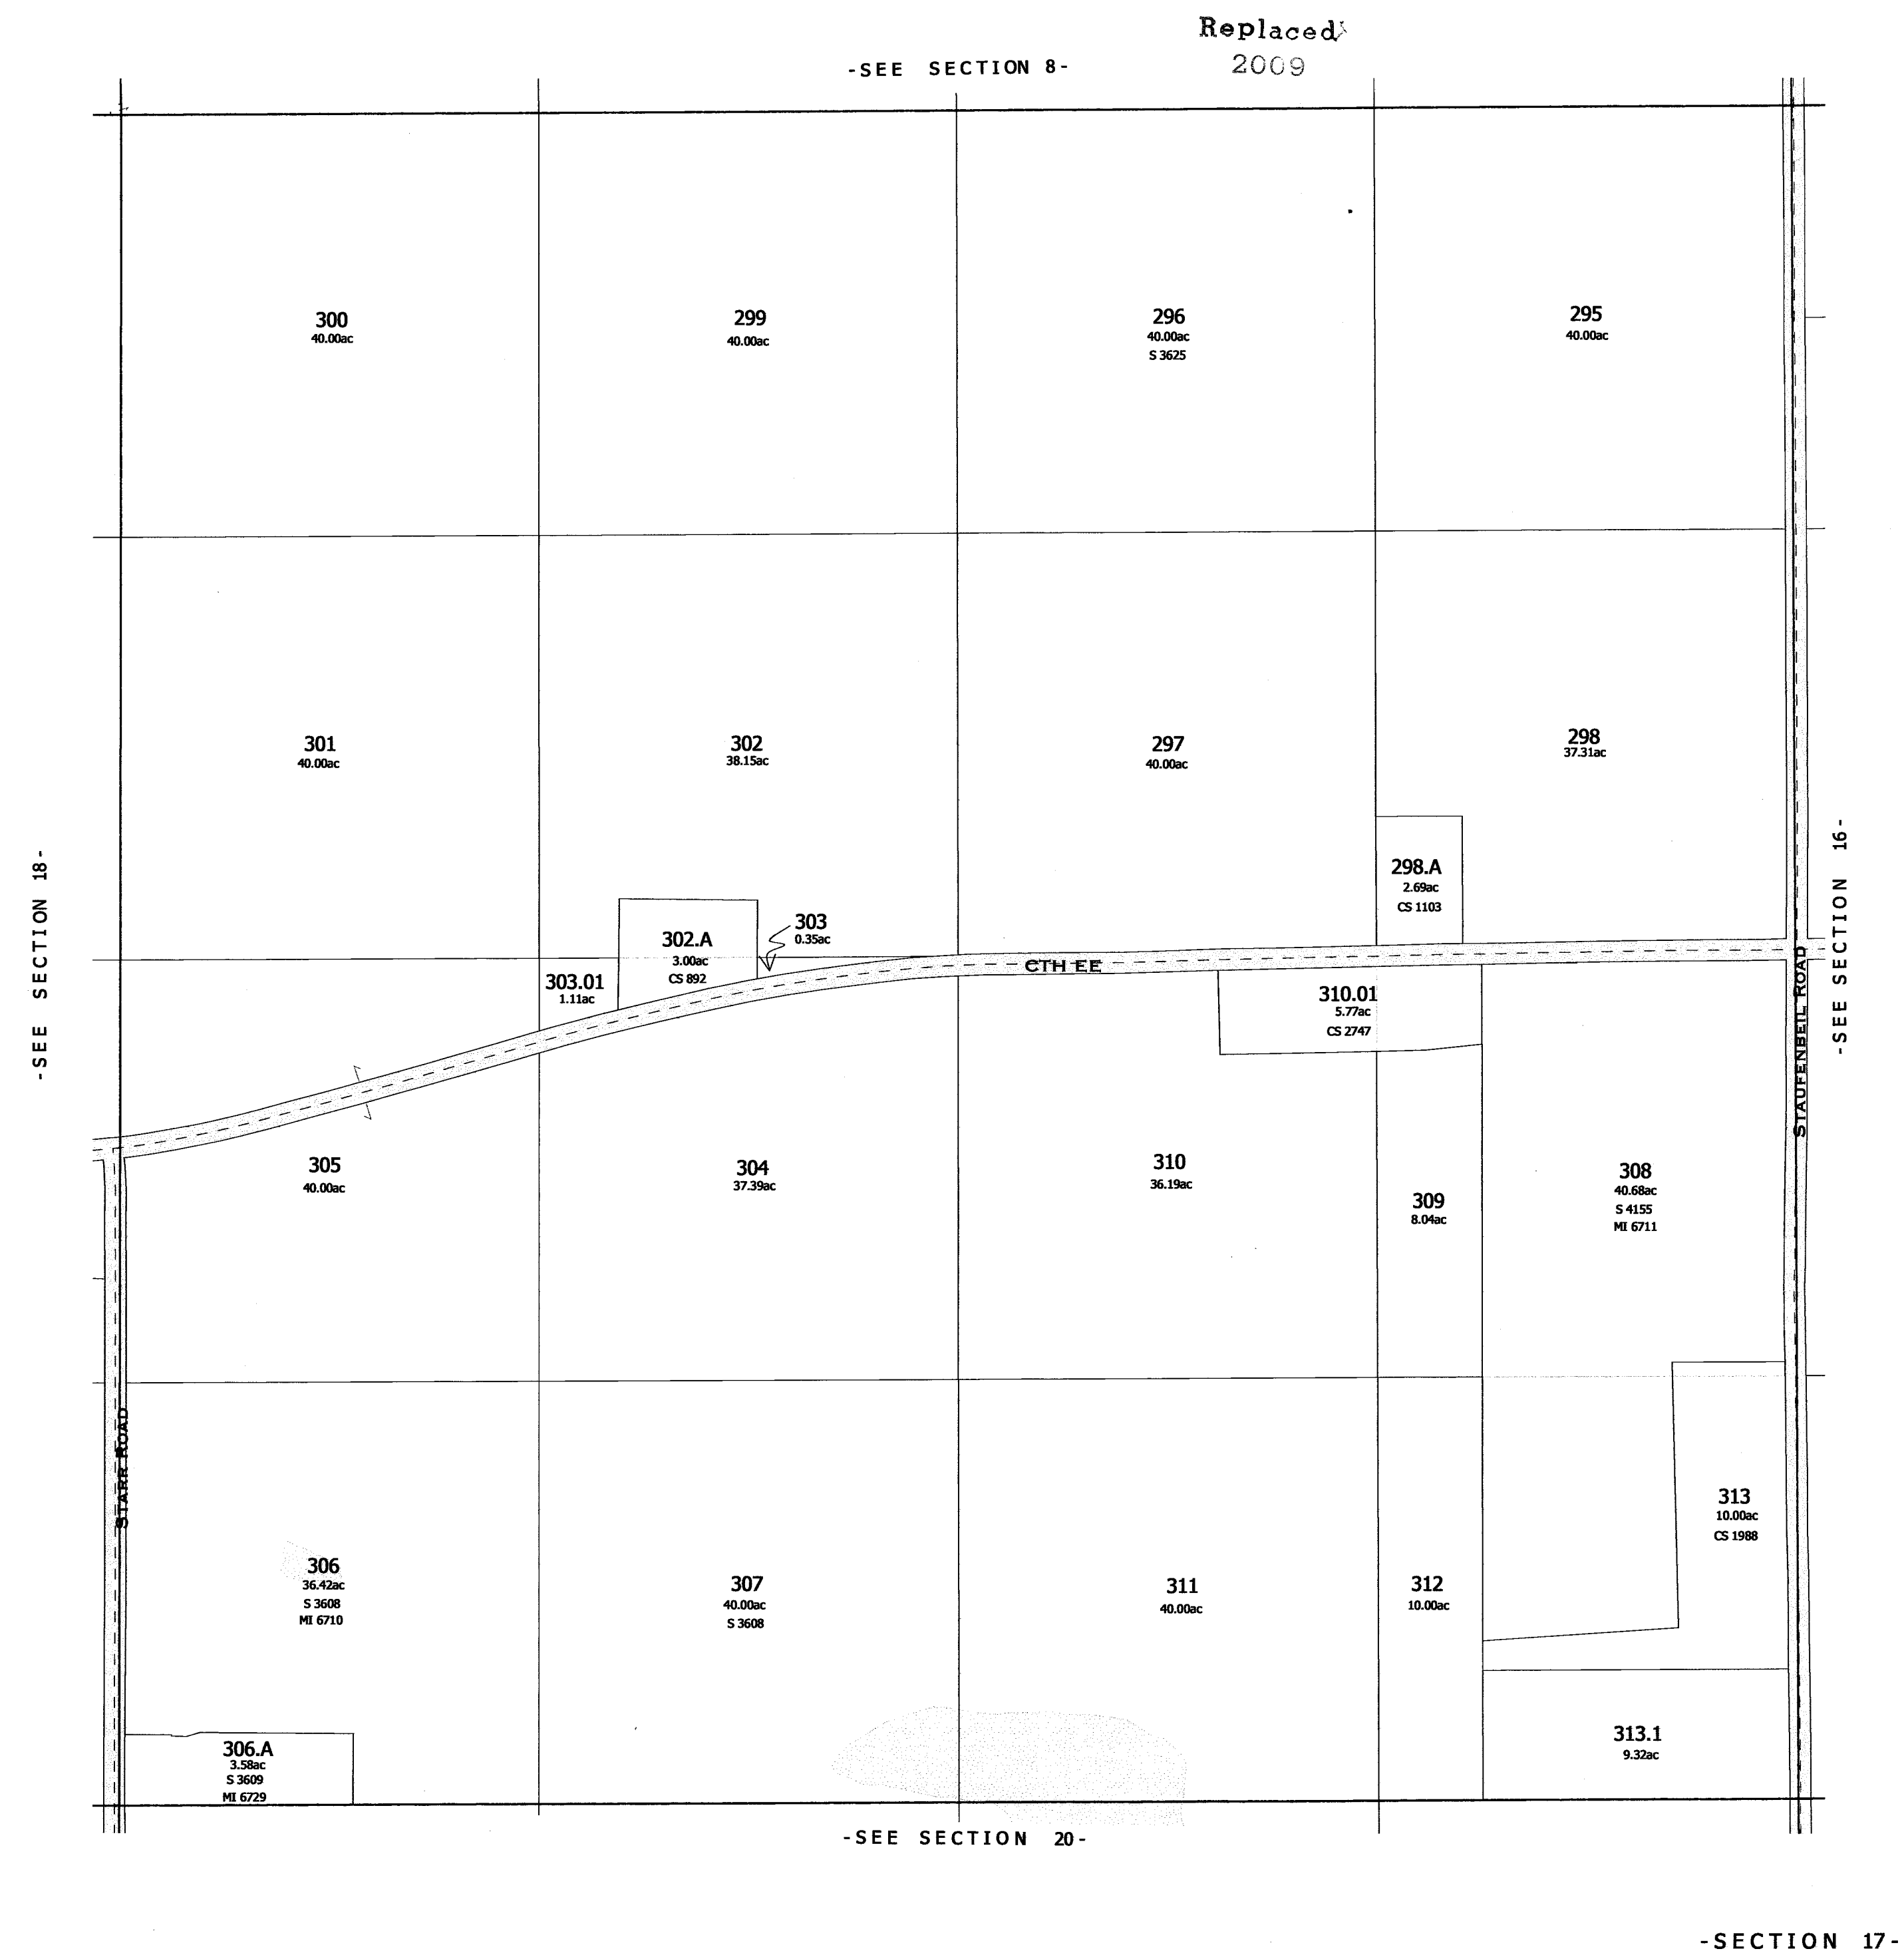 Replaced
2009
-SEE SECTION 8-
300
40.00ac
299
40.00ac
296
40.00ac
S 3625
295
40.00ac
301
40.00ac
302
38.15ac
297
40.00ac
298
37.31ac
298.A
2.69ac
CS 1103
302.A
3.00ac
CS 892
303
0.35ac
303.01
1.11ac
CTH EE
310.01
5.77ac
CS 2747
-SEE SECTION 18-
-SEE SECTION 16-
STAUFENBEIL ROAD
305
40.00ac
304
37.39ac
310
36.19ac
309
8.04ac
308
40.68ac
S 4155
MI 6711
STARR ROAD
313
10.00ac
CS 1988
306
36.42ac
S 3608
MI 6710
307
40.00ac
S 3608
311
40.00ac
312
10.00ac
306.A
3.58ac
S 3609
MI 6729
313.1
9.32ac
-SEE SECTION 20-
-SECTION 17-